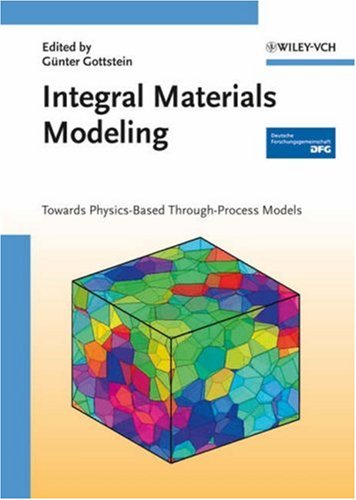 Edited by
Günter Gottstein
WILEY-VCH
Integral Materials
Modeling
Deutsche
Forschungsgemeinschaft
DFG
Towards Physics-Based Through-Process Models